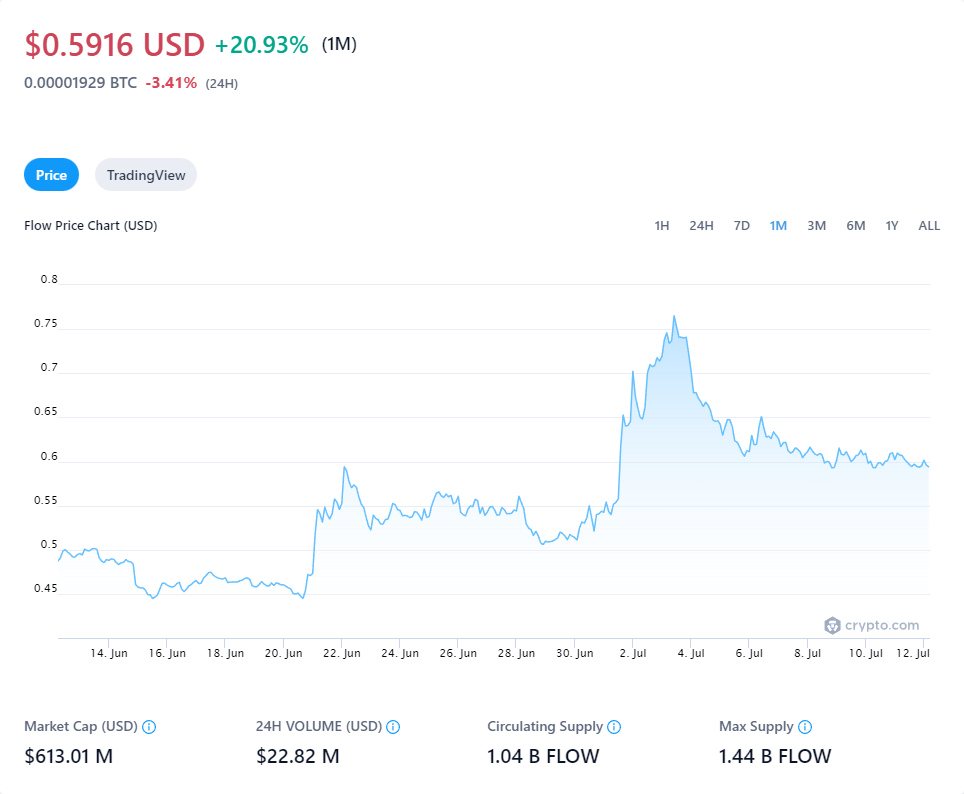 $0.5916 USD +20.93% (1M)
0.00001929 BTC -3.41% (24H)
Price TradingView
Flow Price Chart (USD) 1H 24H 7D 1M 3M 6M 1Y ALL
0.8
0.75
0.7
0.65
0.6
0.55
0.5
0.45
crypto.com
14. Jun 16. Jun 18. Jun 20. Jun 22. Jun 24. Jun 26. Jun 28. Jun 30. Jun 2. Jul 4. Jul 6. Jul 8. Jul 10. Jul 12. Jul
Market Cap (USD) 24H VOLUME (USD) Circulating Supply Max Supply
$613.01 M $22.82 M 1.04 B FLOW 1.44 B FLOW